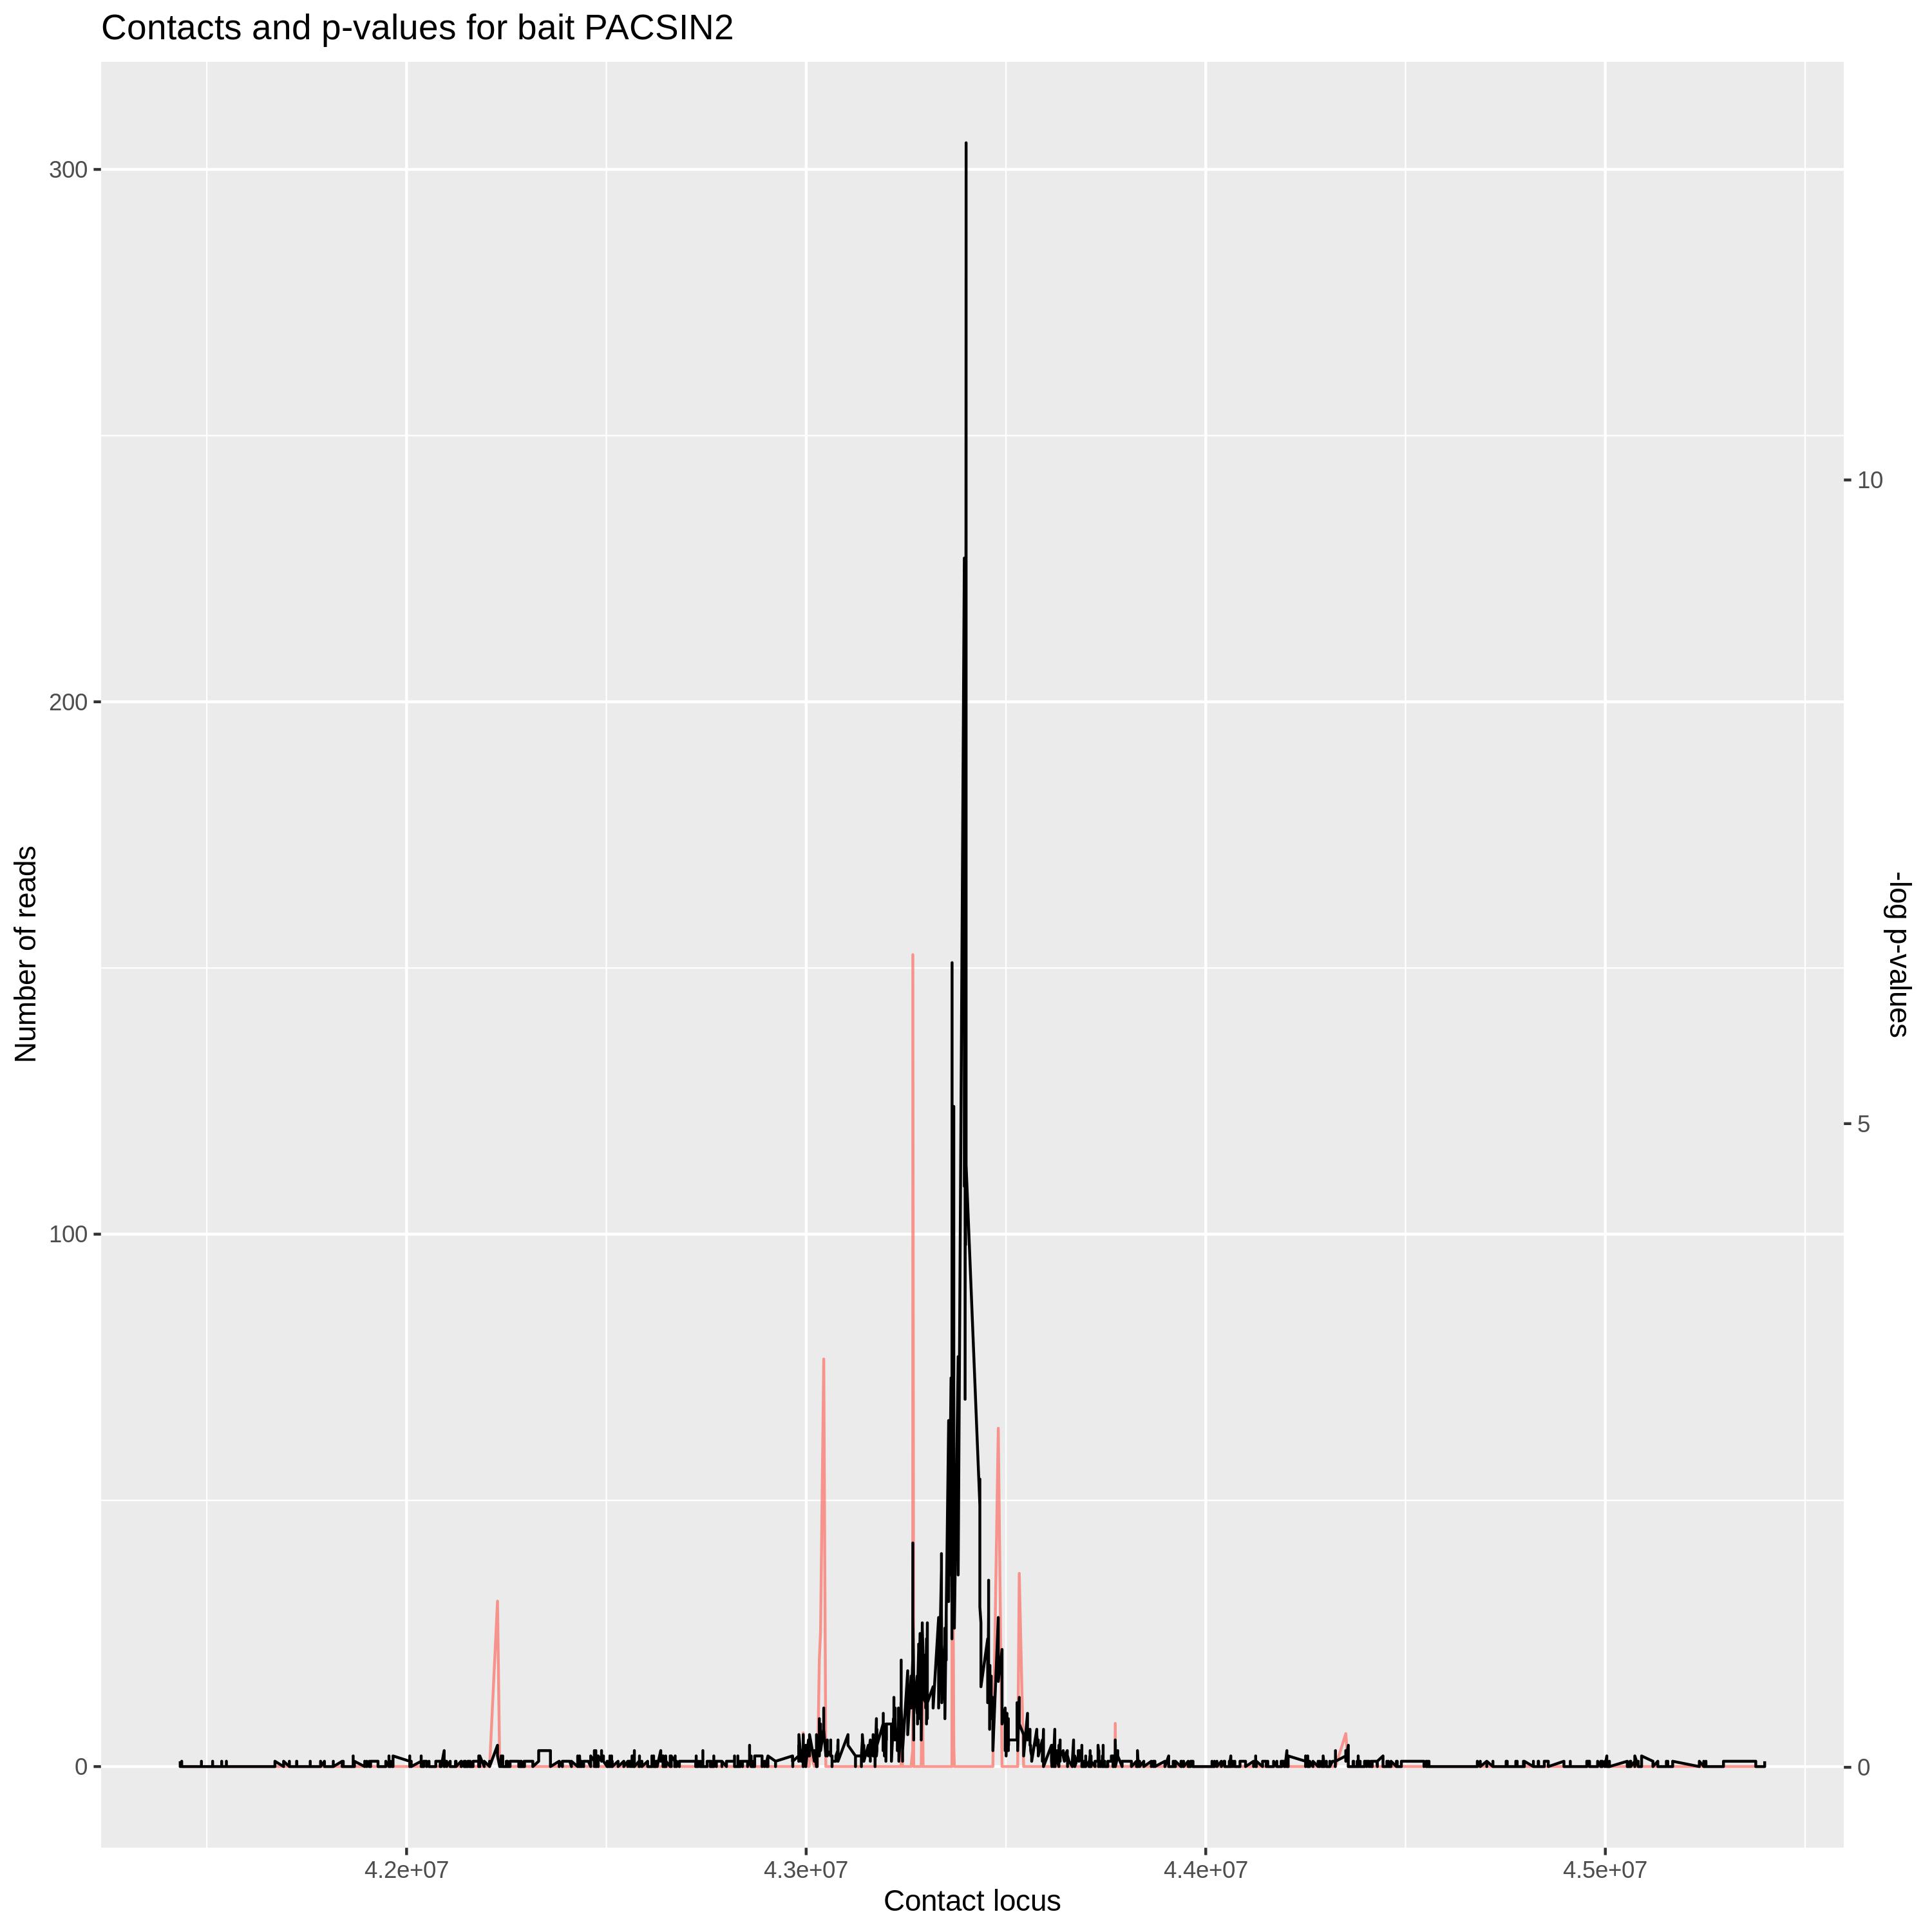 Contacts and p-values for bait PACSIN2
300
200
100
0
Number of reads
10
5
0
-log p-values
4.2e+07
4.3e+07
4.4e+07
4.5e+07
Contact locus